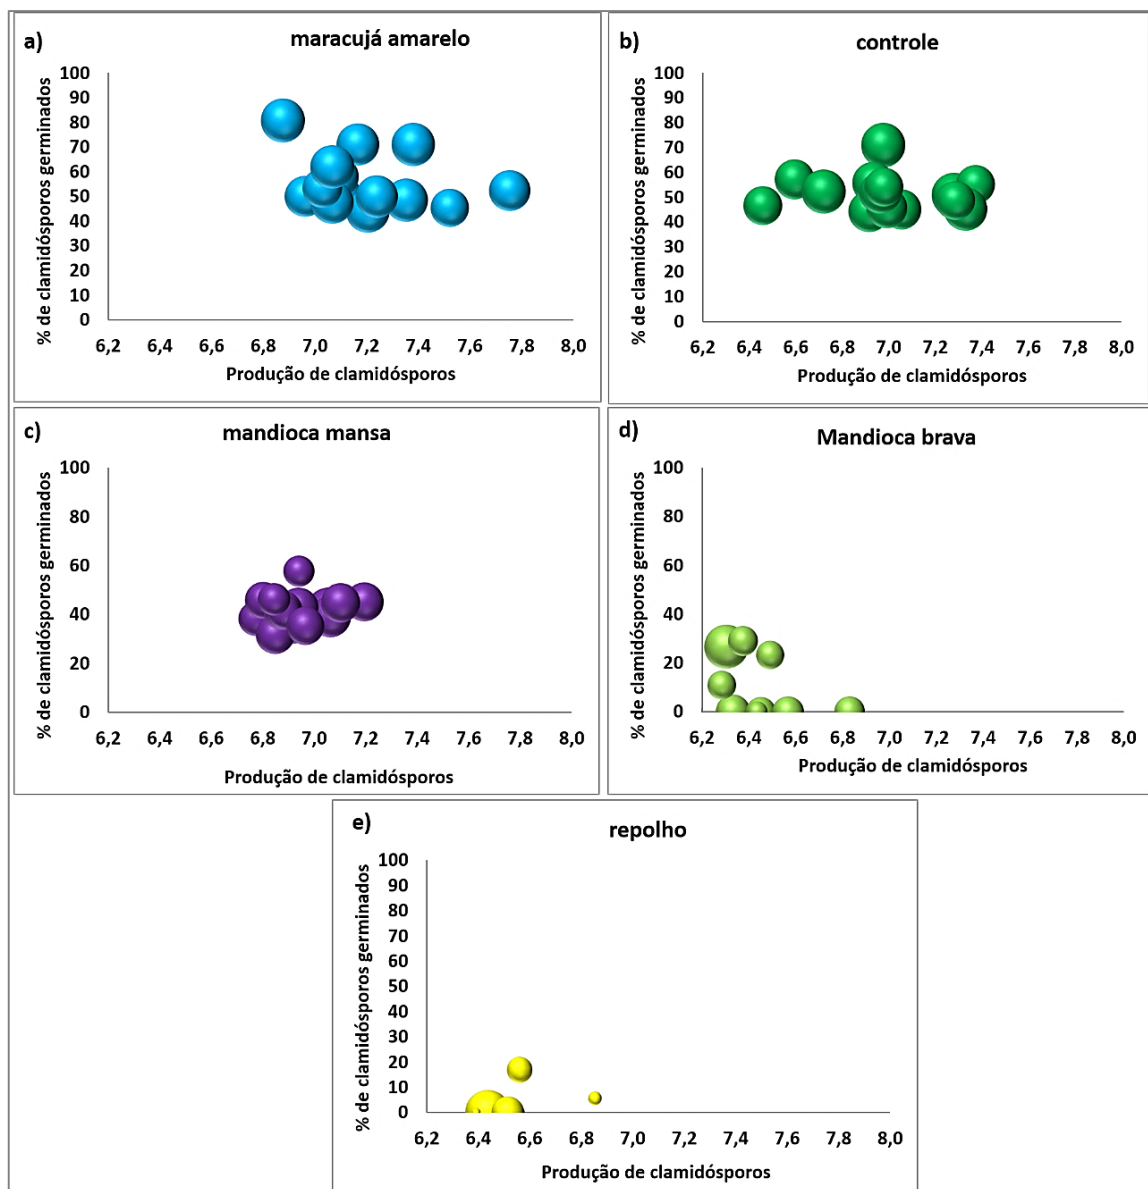 a)
maracujá amarelo
% de clamidósporos germinados
100
90
80
70
60
50
40
30
20
10
0
6,2 6,4 6,6 6,8 7,0 7,2 7,4 7,6 7,8 8,0
Produção de clamidósporos
b)
controle
% de clamidósporos germinados
100
90
80
70
60
50
40
30
20
10
0
6,2 6,4 6,6 6,8 7,0 7,2 7,4 7,6 7,8 8,0
Produção de clamidósporos
c)
mandioca mansa
% de clamidósporos germinados
100
80
60
40
20
0
6,2 6,4 6,6 6,8 7,0 7,2 7,4 7,6 7,8 8,0
Produção de clamidósporos
d)
Mandioca brava
% de clamidósporos germinados
100
80
60
40
20
0
6,2 6,4 6,6 6,8 7,0 7,2 7,4 7,6 7,8 8,0
Produção de clamidósporos
e)
repolho
% de clamidósporos germinados
100
90
80
70
60
50
40
30
20
10
0
6,2 6,4 6,6 6,8 7,0 7,2 7,4 7,6 7,8 8,0
Produção de clamidósporos